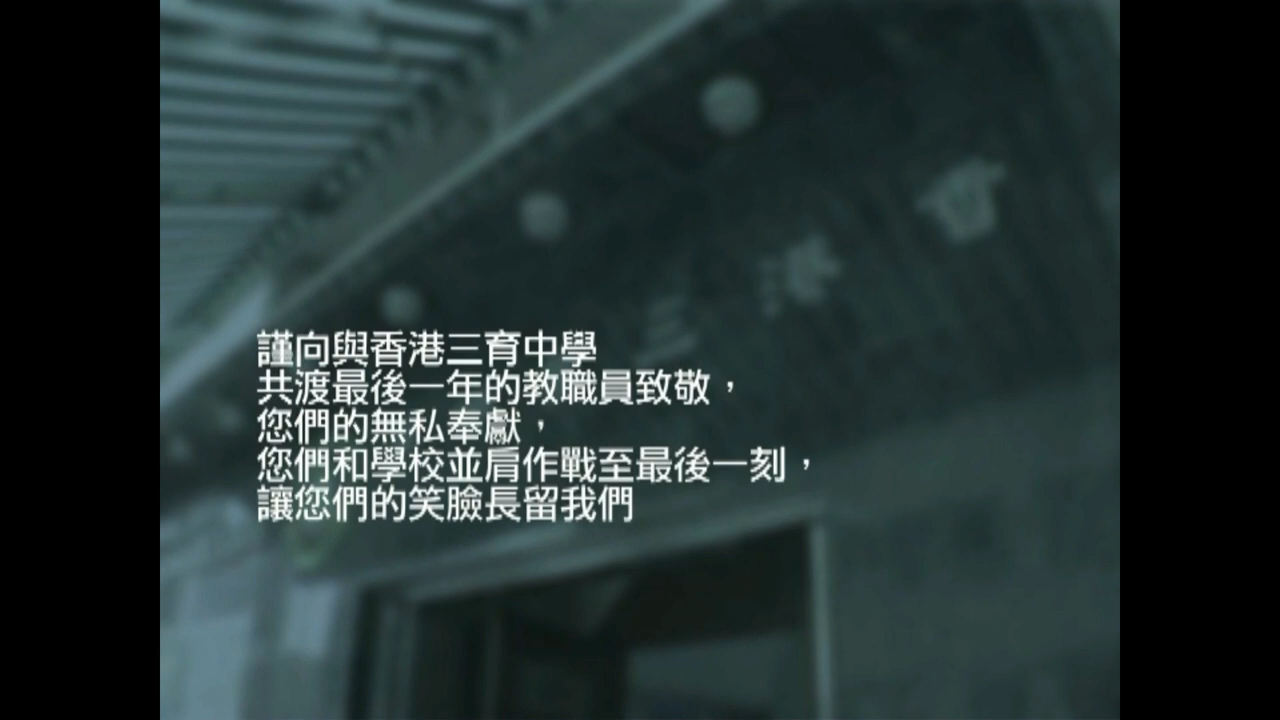 謹向與香港三育中學
共渡最後一年的教職員致敬，
您們的無私奉獻，
您們和學校並肩作戰至最後一刻，
讓您們的笑臉長留我們